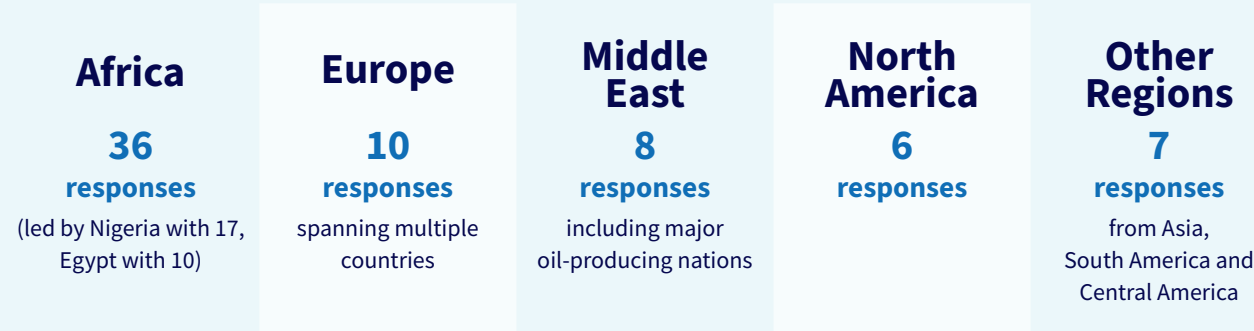 Africa
36
responses
(led by Nigeria with 17,
Egypt with 10)
Europe
10
responses
spanning multiple
countries
Middle
East
8
responses
including major
oil-producing nations
North
America
6
responses
Other
Regions
7
responses
from Asia,
South America and
Central America